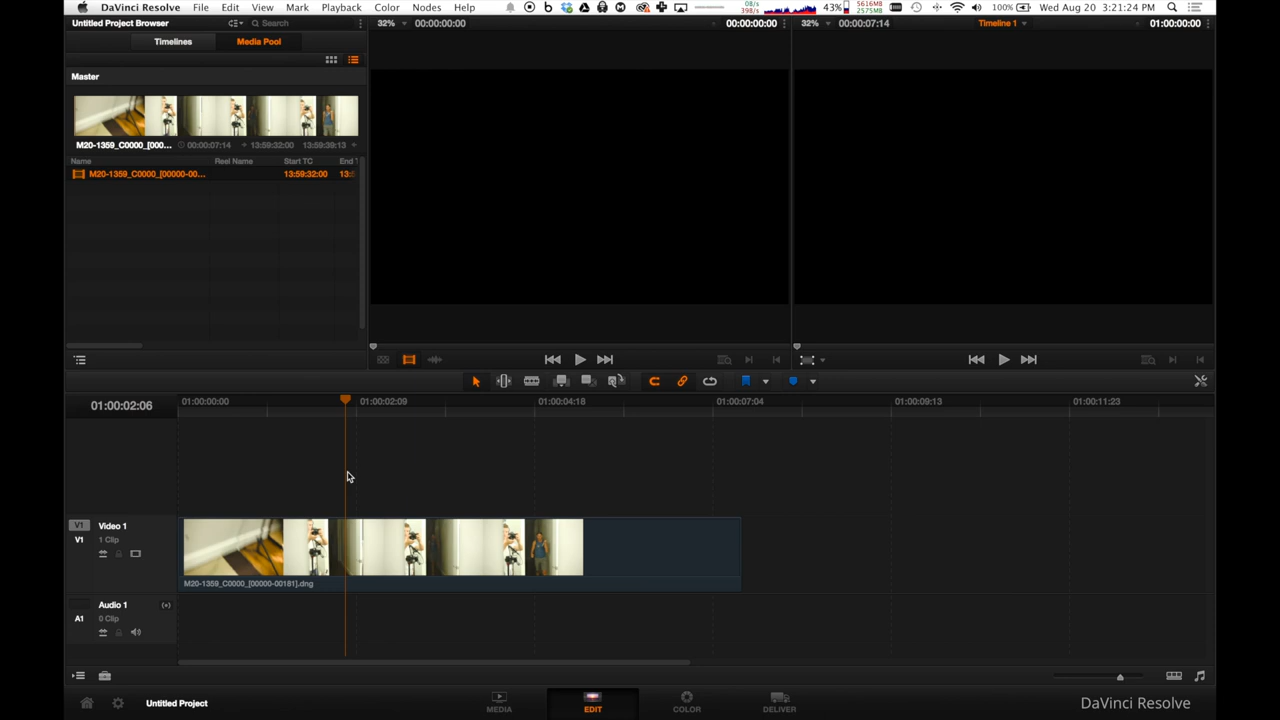 DaVinci Resolve File Edit View Mark Playback Color Nodes Help 43% 100% Wed Aug 20 3:21:24 PM
Untitled Project Browser Search
32% 00:00:00:00 00:00:00:00
32% 00:00:07:14 Timeline 1 01:00:00:00
Timelines Media Pool
Master
M20-1359_C0000_[000... 00:00:07:14 13:59:32:00 13:59:39:13
Name Reel Name Start TC End
M20-1359_C0000_[00000-00... 13:59:32:00
01:00:02:06
01:00:00:00 01:00:02:09 01:00:04:18 01:00:07:04 01:00:09:13 01:00:11:23
V1 Video 1
V1 1 Clip
M20-1359_C0000_[00000-00181].dng
Audio 1
A1 0 Clip
Untitled Project
MEDIA EDIT COLOR DELIVER
DaVinci Resolve